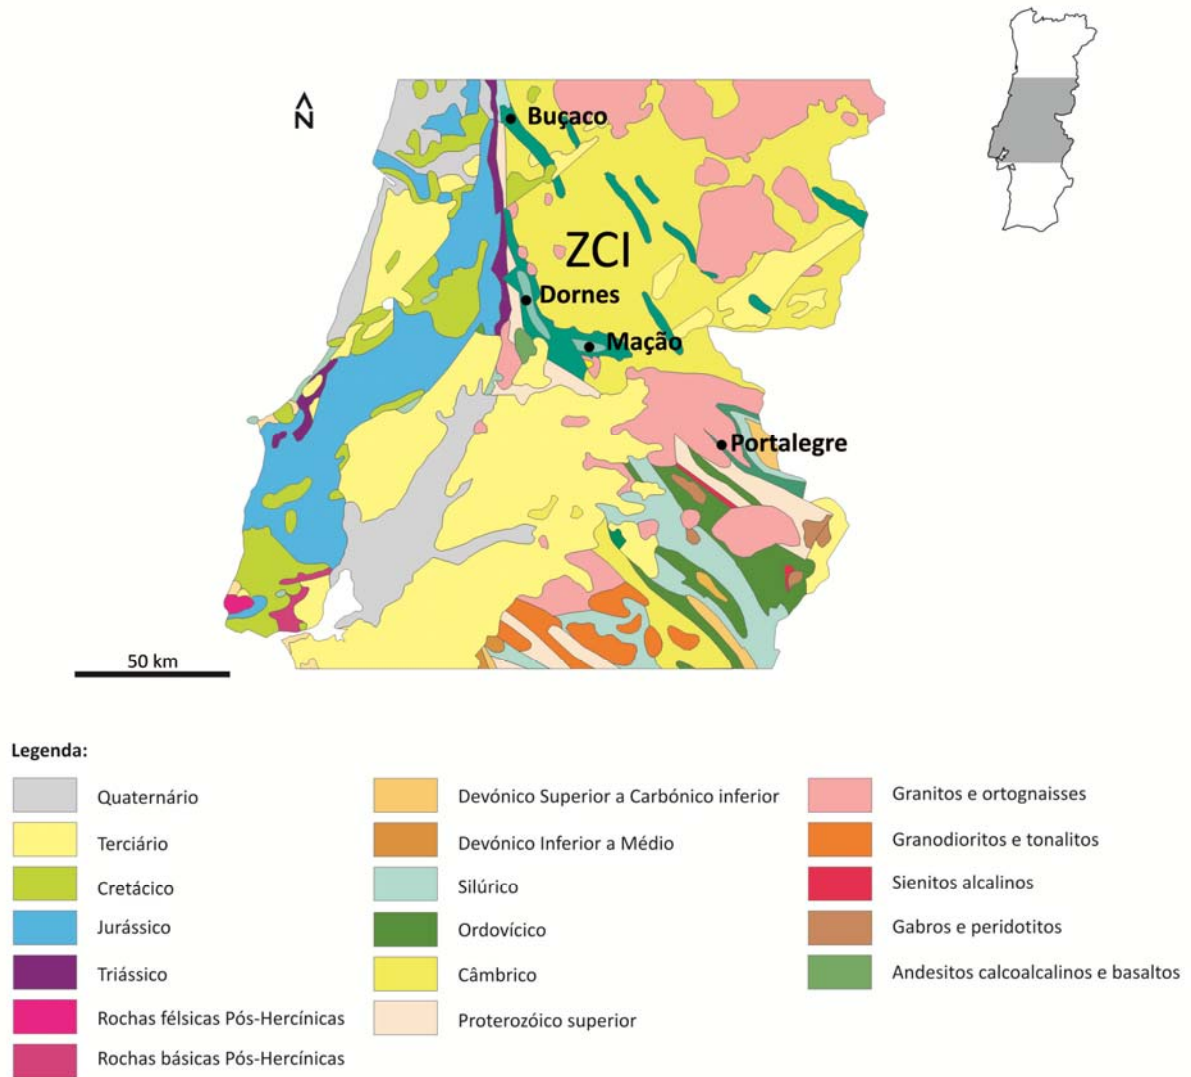 N
Buçaco
ZCI
Dornes
Mação
Portalegre
50 km
Legenda:
Quaternário
Terciário
Cretácico
Jurássico
Triássico
Rochas félsicas Pós-Hercínicas
Rochas básicas Pós-Hercínicas
Devónico Superior a Carbónico inferior
Devónico Inferior a Médio
Silúrico
Ordovícico
Câmbrico
Proterozóico superior
Granitos e ortognaisses
Granodioritos e tonalitos
Sienitos alcalinos
Gabros e peridotitos
Andesitos calcoalcalinos e basaltos